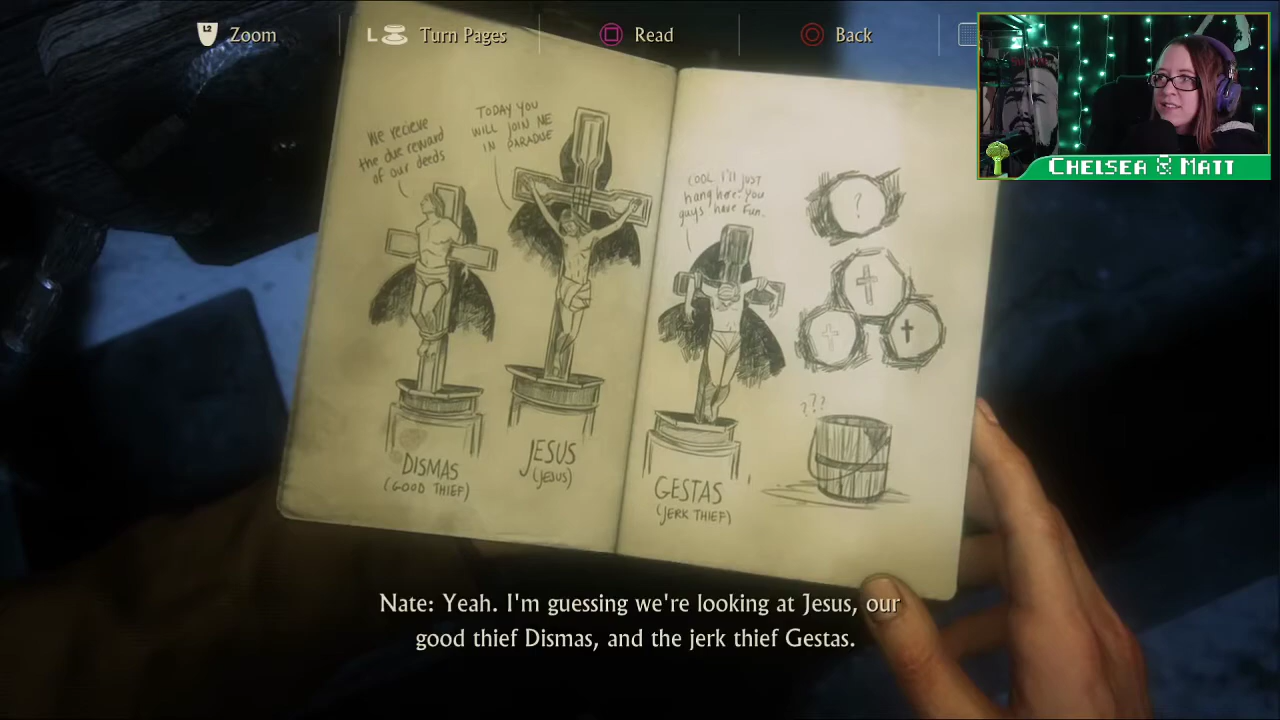 L2 Zoom
L Turn Pages
Read
Back
CHELSEA & MATT
We recieve
the due reward
of our deeds
TODAY YOU
WILL JOIN ME
IN PARADISE
DISMAS
(GOOD THIEF)
JESUS
(JESUS)
COOL I'll JUST
hang here. you
guys have fun.
GESTAS
(JERK THIEF)
?
???
Nate: Yeah. I'm guessing we're looking at Jesus, our
good thief Dismas, and the jerk thief Gestas.